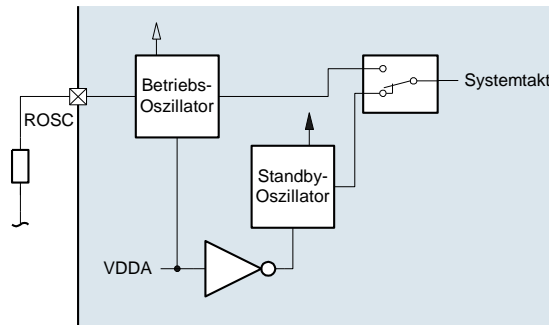 Betriebs-
Oszillator
Systemtakt
ROSC
Standby-
Oszillator
VDDA